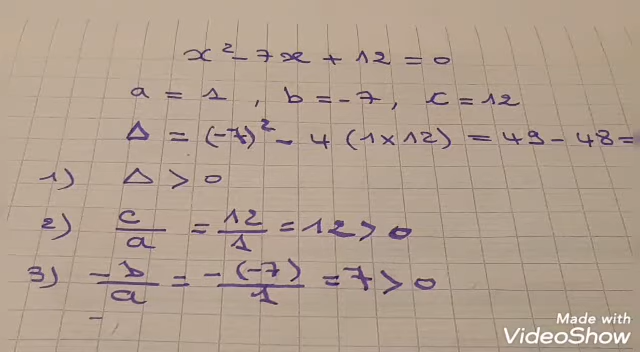 x² - 7x + 12 = 0
a = 1 , b = -7 , c = 12
Δ = (-7)² - 4 (1 × 12) = 49 - 48 =
1) Δ > 0
2) c/a = 12/1 = 12 > 0
3) -b/a = -(-7)/1 = 7 > 0
Made with
VideoShow